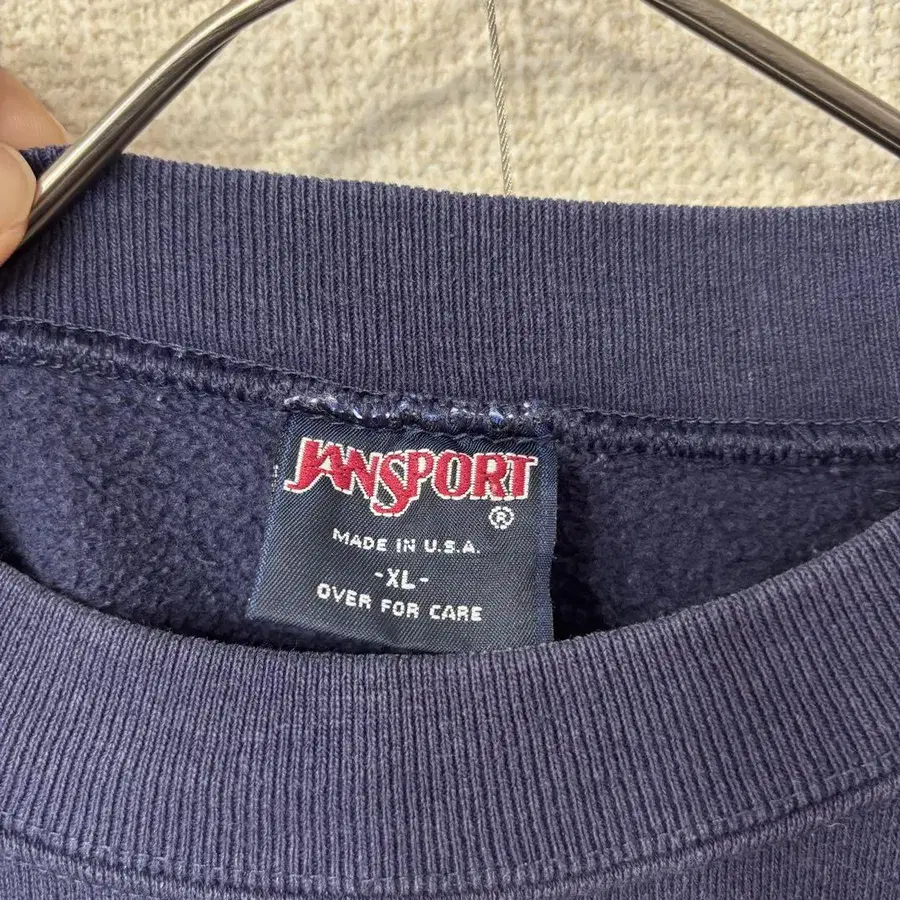 JANSPORT
®
MADE IN U.S.A.
-XL-
OVER FOR CARE